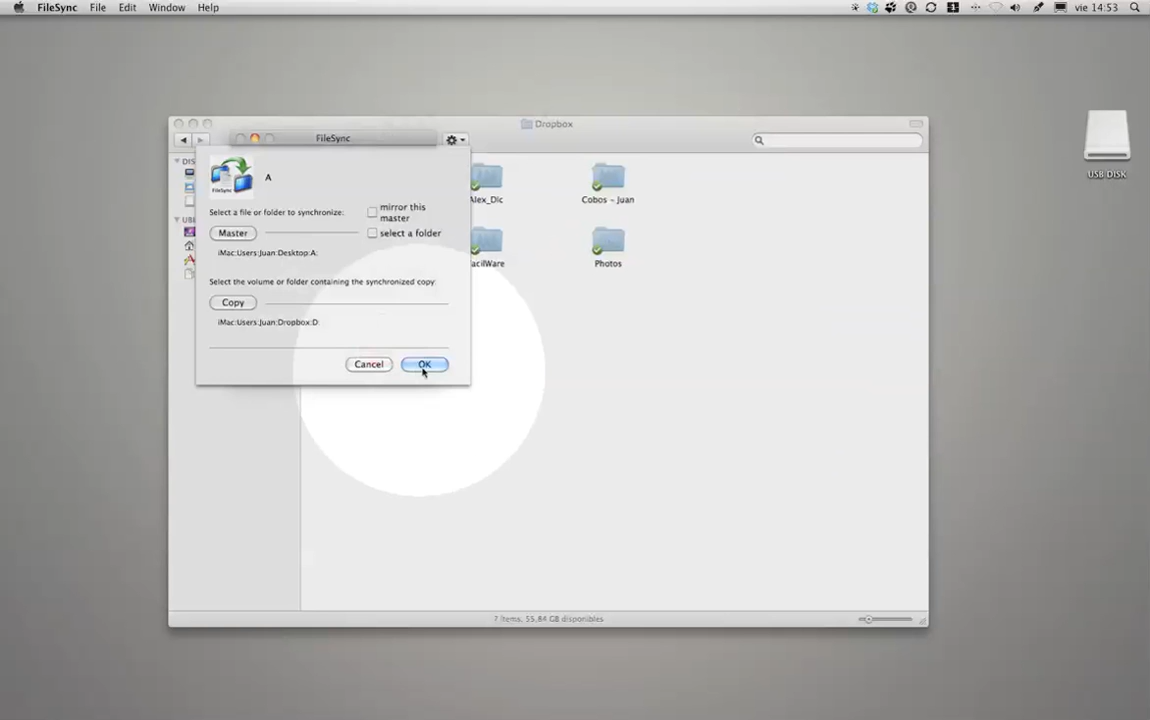 FileSync File Edit Window Help
vie 14:53
Dropbox
FileSync
DIS
A
Select a file or folder to synchronize:
mirror this
master
Master
select a folder
iMac:Users:Juan:Desktop:A:
Select the volume or folder containing the synchronized copy
Copy
iMac:Users:Juan:Dropbox:D
Cancel
OK
Alex_Dic
Cobos - Juan
acilWare
Photos
USB DISK
7 items, 55,84 GB disponibles